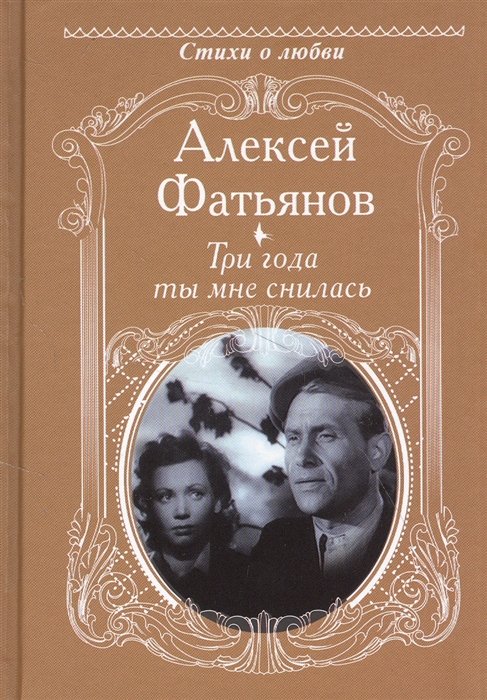 Стихи о любви
Алексей
Фатьянов
Три года
ты мне снилась